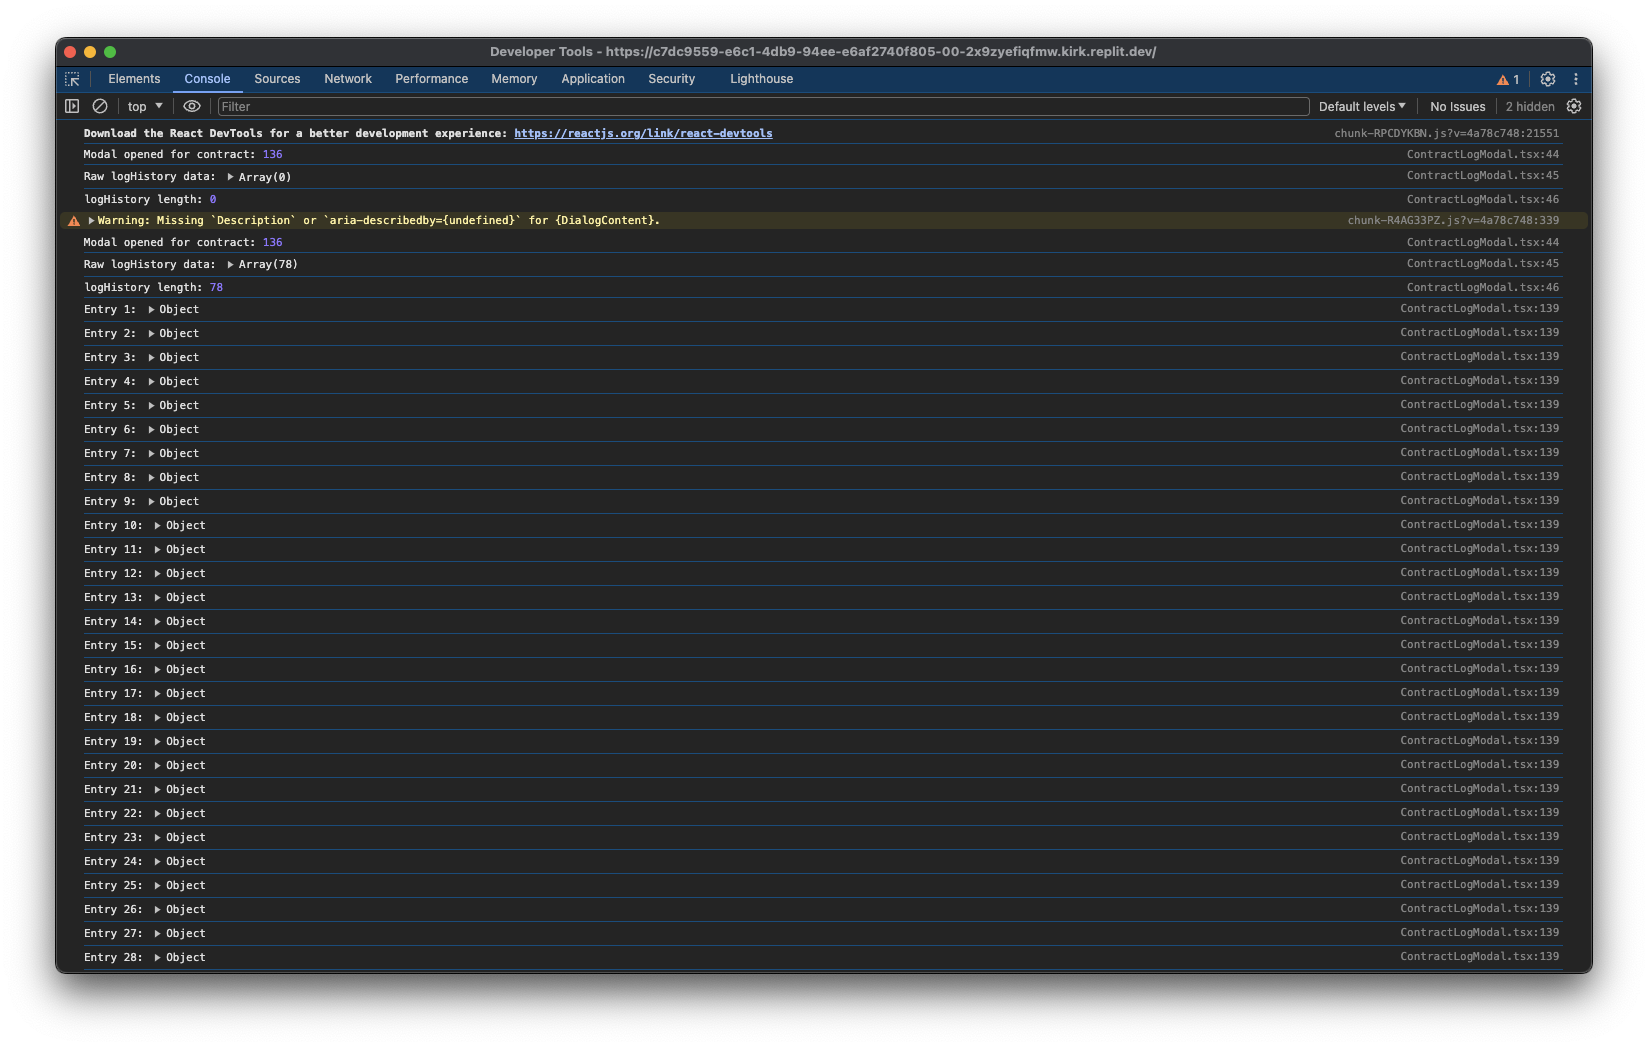 Developer Tools - https://c7dc9559-e6c1-4db9-94ee-e6af2740f805-00-2x9zyefiqfmw.kirk.replit.dev/
Elements Console Sources Network Performance Memory Application Security Lighthouse 1
top Filter Default levels No Issues 2 hidden
Download the React DevTools for a better development experience: https://reactjs.org/link/react-devtools chunk-RPCDYKBN.js?v=4a78c748:21551
Modal opened for contract: 136 ContractLogModal.tsx:44
Raw logHistory data: Array(0) ContractLogModal.tsx:45
logHistory length: 0 ContractLogModal.tsx:46
Warning: Missing `Description` or `aria-describedby={undefined}` for {DialogContent}. chunk-R4AG33PZ.js?v=4a78c748:339
Modal opened for contract: 136 ContractLogModal.tsx:44
Raw logHistory data: Array(78) ContractLogModal.tsx:45
logHistory length: 78 ContractLogModal.tsx:46
Entry 1: Object ContractLogModal.tsx:139
Entry 2: Object ContractLogModal.tsx:139
Entry 3: Object ContractLogModal.tsx:139
Entry 4: Object ContractLogModal.tsx:139
Entry 5: Object ContractLogModal.tsx:139
Entry 6: Object ContractLogModal.tsx:139
Entry 7: Object ContractLogModal.tsx:139
Entry 8: Object ContractLogModal.tsx:139
Entry 9: Object ContractLogModal.tsx:139
Entry 10: Object ContractLogModal.tsx:139
Entry 11: Object ContractLogModal.tsx:139
Entry 12: Object ContractLogModal.tsx:139
Entry 13: Object ContractLogModal.tsx:139
Entry 14: Object ContractLogModal.tsx:139
Entry 15: Object ContractLogModal.tsx:139
Entry 16: Object ContractLogModal.tsx:139
Entry 17: Object ContractLogModal.tsx:139
Entry 18: Object ContractLogModal.tsx:139
Entry 19: Object ContractLogModal.tsx:139
Entry 20: Object ContractLogModal.tsx:139
Entry 21: Object ContractLogModal.tsx:139
Entry 22: Object ContractLogModal.tsx:139
Entry 23: Object ContractLogModal.tsx:139
Entry 24: Object ContractLogModal.tsx:139
Entry 25: Object ContractLogModal.tsx:139
Entry 26: Object ContractLogModal.tsx:139
Entry 27: Object ContractLogModal.tsx:139
Entry 28: Object ContractLogModal.tsx:139